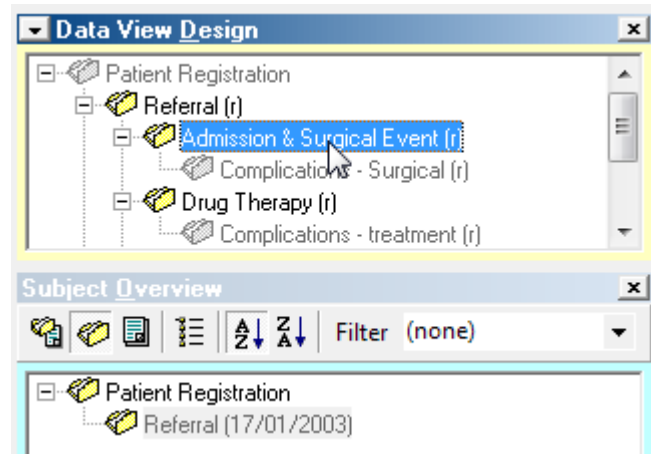 Data View Design
Patient Registration
Referral (r)
Admission & Surgical Event (r)
Complications - Surgical (r)
Drug Therapy (r)
Complications - treatment (r)
Subject Overview
Filter (none)
Patient Registration
Referral (17/01/2003)